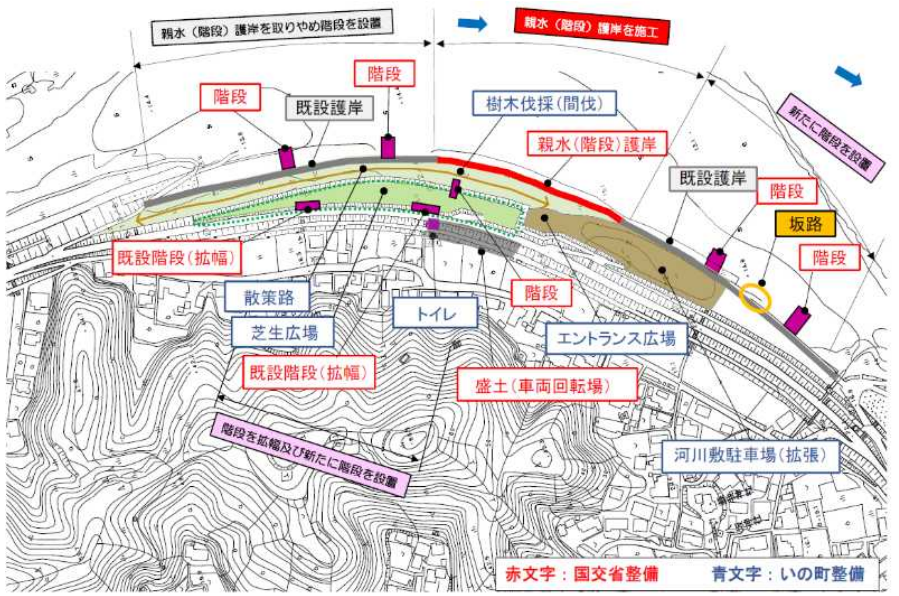 親水（階段）護岸を取りやめ階段を設置
親水（階段）護岸を施工
階段
階段
既設護岸
樹木伐採（間伐）
親水（階段）護岸
新たに階段を設置
既設護岸
階段
坂路
階段
既設階段（拡幅）
散策路
芝生広場
トイレ
階段
エントランス広場
既設階段（拡幅）
盛土（車両回転場）
階段を拡幅及び新たに階段を設置
河川敷駐車場（拡張）
赤文字：国交省整備
青文字：いの町整備